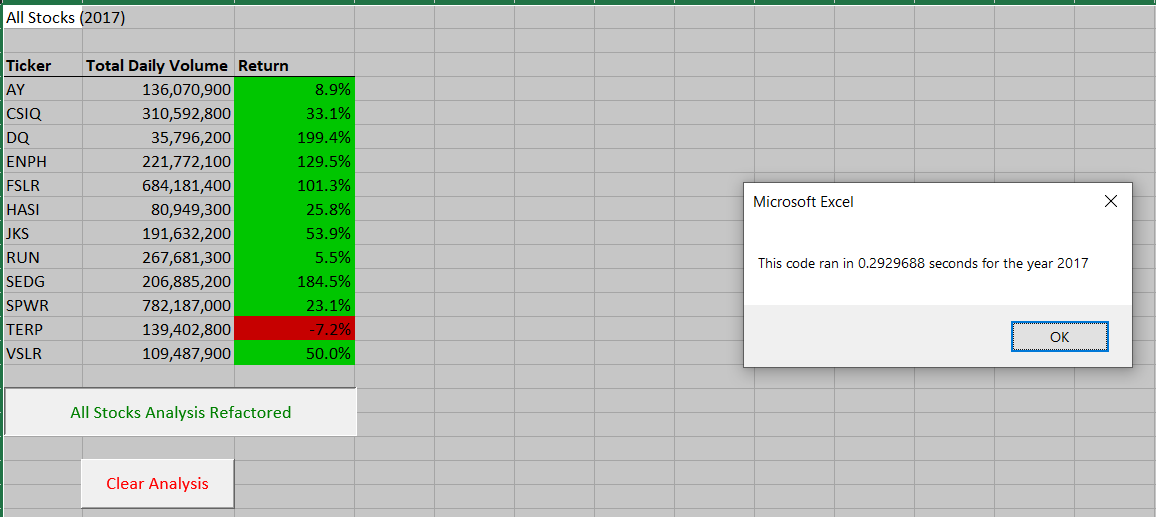 All Stocks (2017)
Ticker Total Daily Volume Return
AY 136,070,900 8.9%
CSIQ 310,592,800 33.1%
DQ 35,796,200 199.4%
ENPH 221,772,100 129.5%
FSLR 684,181,400 101.3%
HASI 80,949,300 25.8%
JKS 191,632,200 53.9%
RUN 267,681,300 5.5%
SEDG 206,885,200 184.5%
SPWR 782,187,000 23.1%
TERP 139,402,800 -7.2%
VSLR 109,487,900 50.0%
All Stocks Analysis Refactored
Clear Analysis
Microsoft Excel
This code ran in 0.2929688 seconds for the year 2017
OK